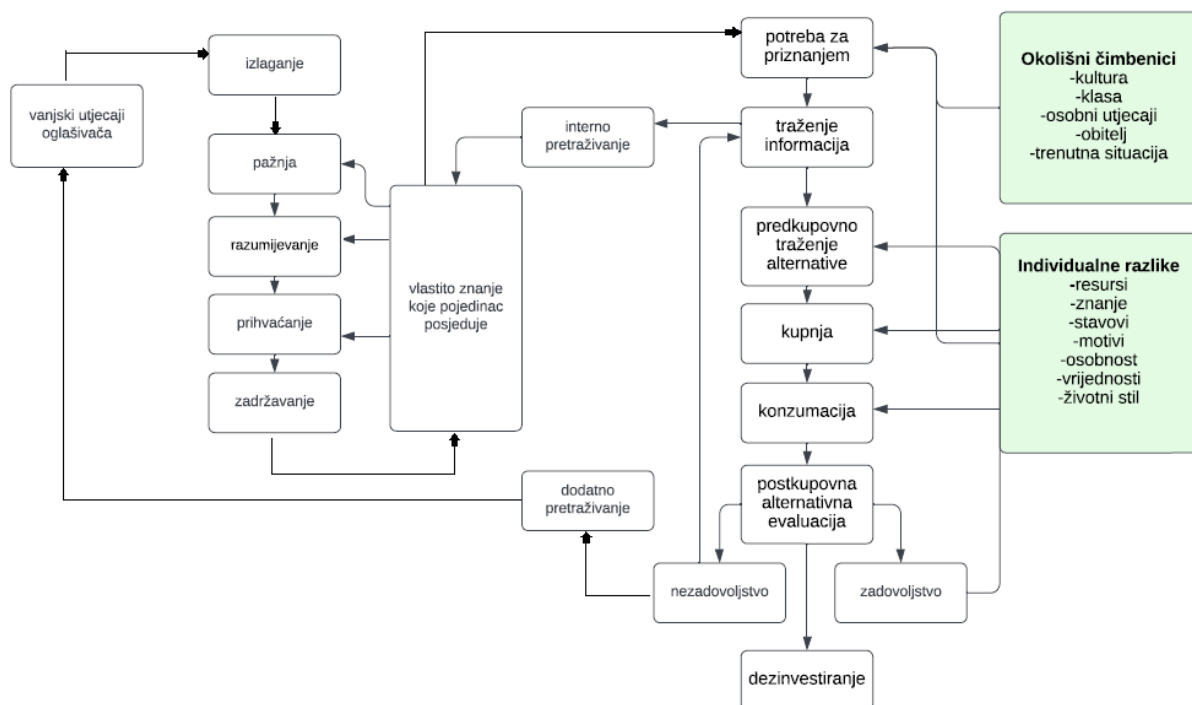 izlaganje
vanjski utjecaji
oglašivača
pažnja
razumijevanje
prihvaćanje
zadržavanje
interno
pretraživanje
vlastito znanje
koje pojedinac
posjeduje
dodatno
pretraživanje
potreba za
priznanjem
traženje
informacija
predkupovno
traženje
alternative
kupnja
konzumacija
postkupovna
alternativna
evaluacija
nezadovoljstvo
zadovoljstvo
dezinvestiranje
Okolišni čimbenici
-kultura
-klasa
-osobni utjecaji
-obitelj
-trenutna situacija
Individualne razlike
-resursi
-znanje
-stavovi
-motivi
-osobnost
-vrijednosti
-životni stil